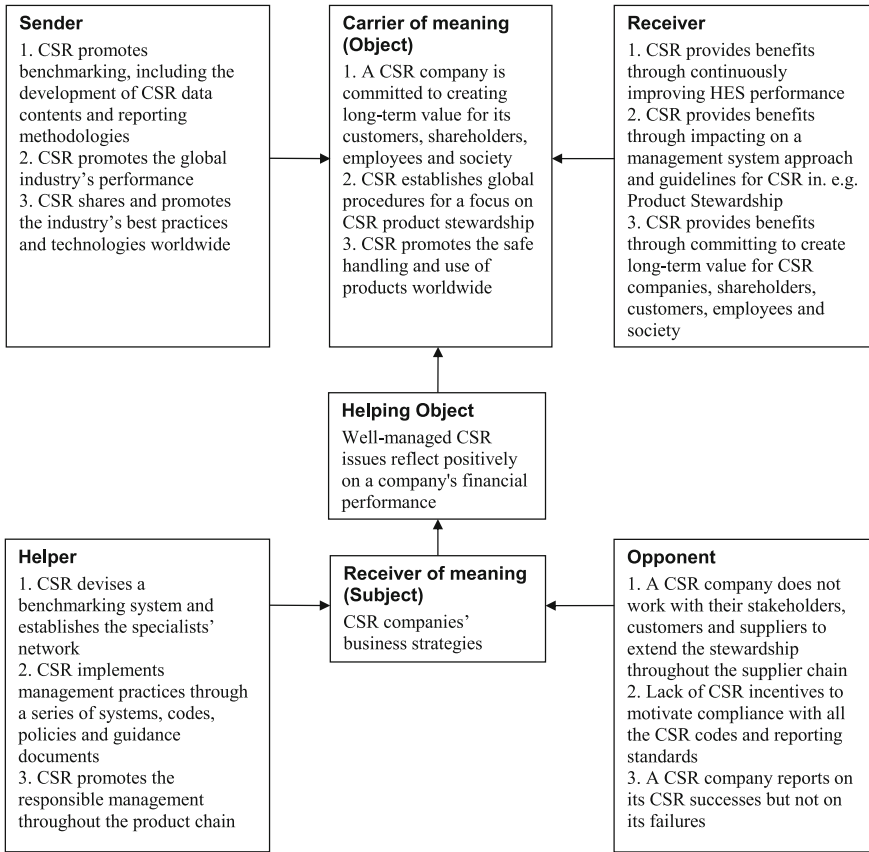 Sender
1. CSR promotes
benchmarking, including the
development of CSR data
contents and reporting
methodologies
2. CSR promotes the global
industry’s performance
3. CSR shares and promotes
the industry’s best practices
and technologies worldwide
Carrier of meaning
(Object)
1. A CSR company is
committed to creating
long-term value for its
customers, shareholders,
employees and society
2. CSR establishes global
procedures for a focus on
CSR product stewardship
3. CSR promotes the safe
handling and use of
products worldwide
Receiver
1. CSR provides benefits
through continuously
improving HES performance
2. CSR provides benefits
through impacting on a
management system approach
and guidelines for CSR in. e.g.
Product Stewardship
3. CSR provides benefits
through committing to create
long-term value for CSR
companies, shareholders,
customers, employees and
society
Helping Object
Well-managed CSR
issues reflect positively
on a company's financial
performance
Helper
1. CSR devises a
benchmarking system and
establishes the specialists’
network
2. CSR implements
management practices through
a series of systems, codes,
policies and guidance
documents
3. CSR promotes the
responsible management
throughout the product chain
Receiver of meaning
(Subject)
CSR companies’
business strategies
Opponent
1. A CSR company does not
work with their stakeholders,
customers and suppliers to
extend the stewardship
throughout the supplier chain
2. Lack of CSR incentives to
motivate compliance with all
the CSR codes and reporting
standards
3. A CSR company reports on
its CSR successes but not on
its failures